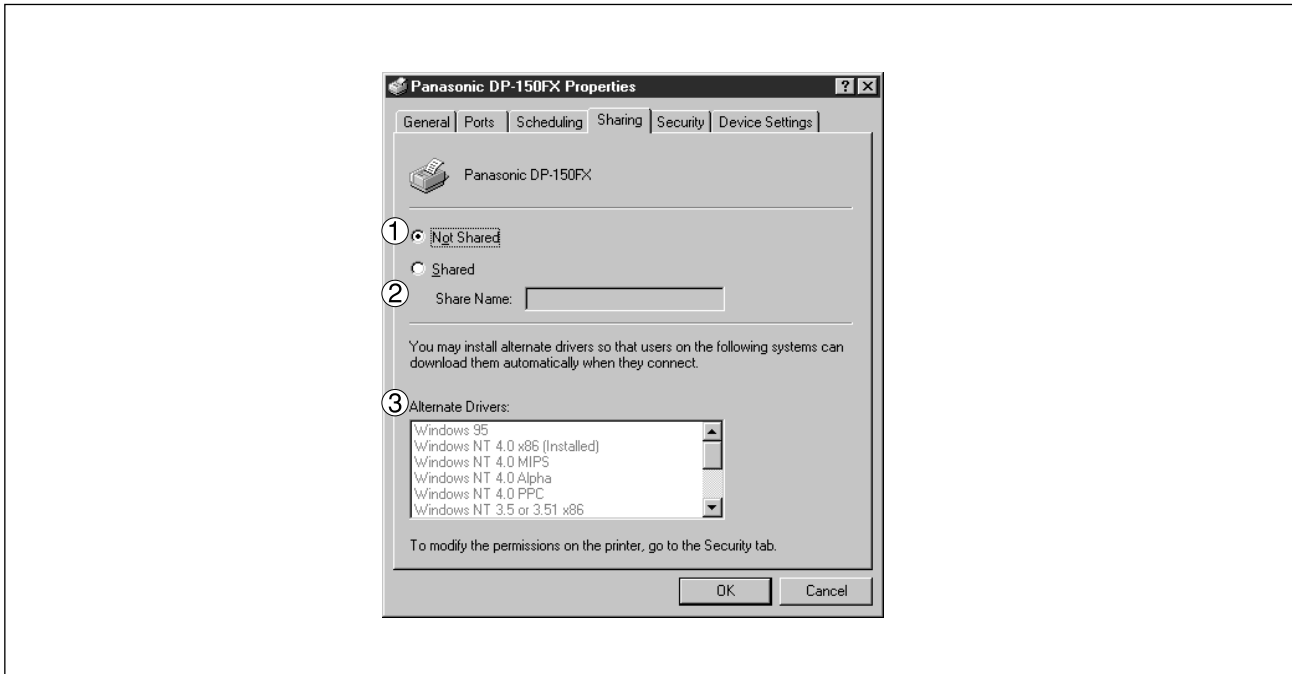 Panasonic DP-150FX Properties
General Ports Scheduling Sharing Security Device Settings
Panasonic DP-150FX
① Not Shared
Shared
② Share Name:
You may install alternate drivers so that users on the following systems can
download them automatically when they connect.
③ Alternate Drivers:
Windows 95
Windows NT 4.0 x86 (Installed)
Windows NT 4.0 MIPS
Windows NT 4.0 Alpha
Windows NT 4.0 PPC
Windows NT 3.5 or 3.51 x86
To modify the permissions on the printer, go to the Security tab.
OK Cancel